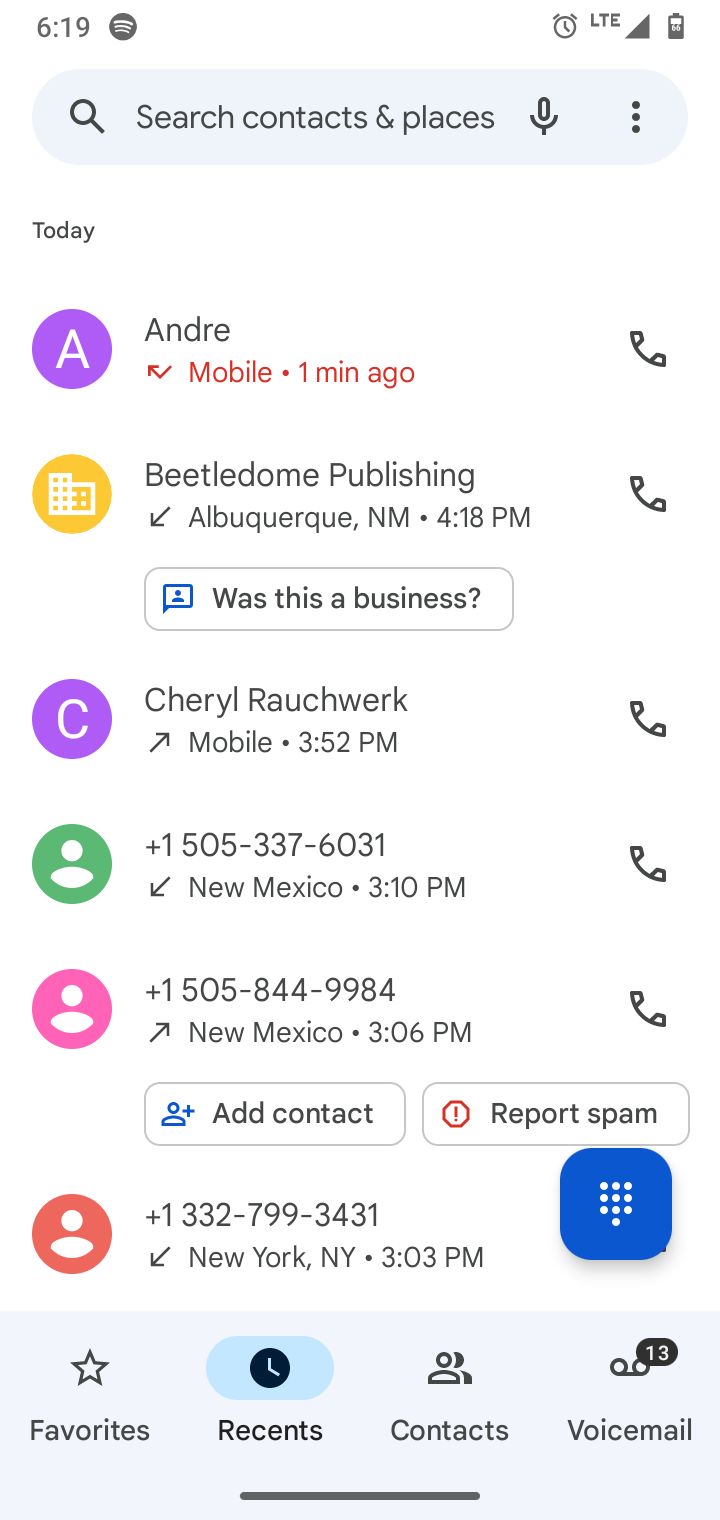 6:19
LTE
66
Search contacts & places
Today
A
Andre
Mobile • 1 min ago
Beetledome Publishing
Albuquerque, NM • 4:18 PM
Was this a business?
C
Cheryl Rauchwerk
Mobile • 3:52 PM
+1 505-337-6031
New Mexico • 3:10 PM
+1 505-844-9984
New Mexico • 3:06 PM
Add contact
Report spam
+1 332-799-3431
New York, NY • 3:03 PM
13
Favorites
Recents
Contacts
Voicemail